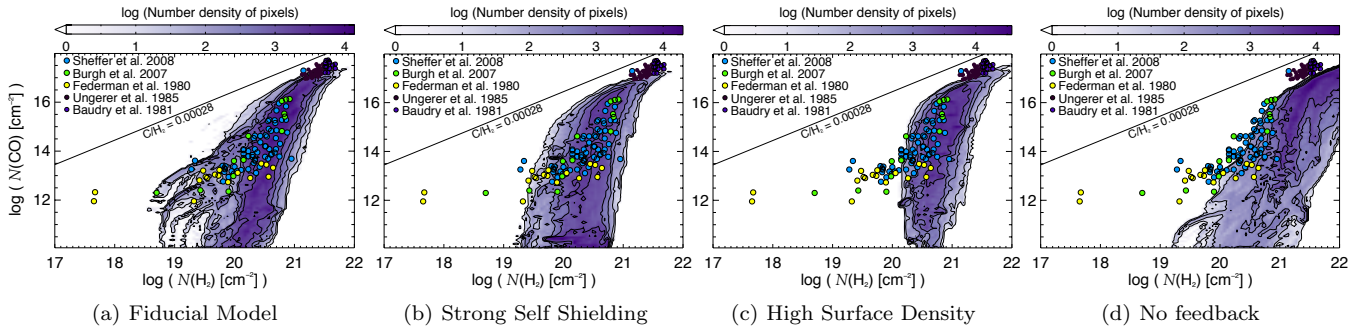 log (Number density of pixels)
0 1 2 3 4
Sheffer et al. 2008
Burgh et al. 2007
Federman et al. 1980
Ungerer et al. 1985
Baudry et al. 1981
C/H₂ = 0.00028
16
14
12
log ( N(CO) [cm⁻²] )
17 18 19 20 21 22
log ( N(H₂) [cm⁻²] )
(a) Fiducial Model
log (Number density of pixels)
0 1 2 3 4
Sheffer et al. 2008
Burgh et al. 2007
Federman et al. 1980
Ungerer et al. 1985
Baudry et al. 1981
C/H₂ = 0.00028
16
14
12
17 18 19 20 21 22
log ( N(H₂) [cm⁻²] )
(b) Strong Self Shielding
log (Number density of pixels)
0 1 2 3 4
Sheffer et al. 2008
Burgh et al. 2007
Federman et al. 1980
Ungerer et al. 1985
Baudry et al. 1981
C/H₂ = 0.00028
16
14
12
17 18 19 20 21 22
log ( N(H₂) [cm⁻²] )
(c) High Surface Density
log (Number density of pixels)
0 1 2 3 4
Sheffer et al. 2008
Burgh et al. 2007
Federman et al. 1980
Ungerer et al. 1985
Baudry et al. 1981
C/H₂ = 0.00028
16
14
12
17 18 19 20 21 22
log ( N(H₂) [cm⁻²] )
(d) No feedback